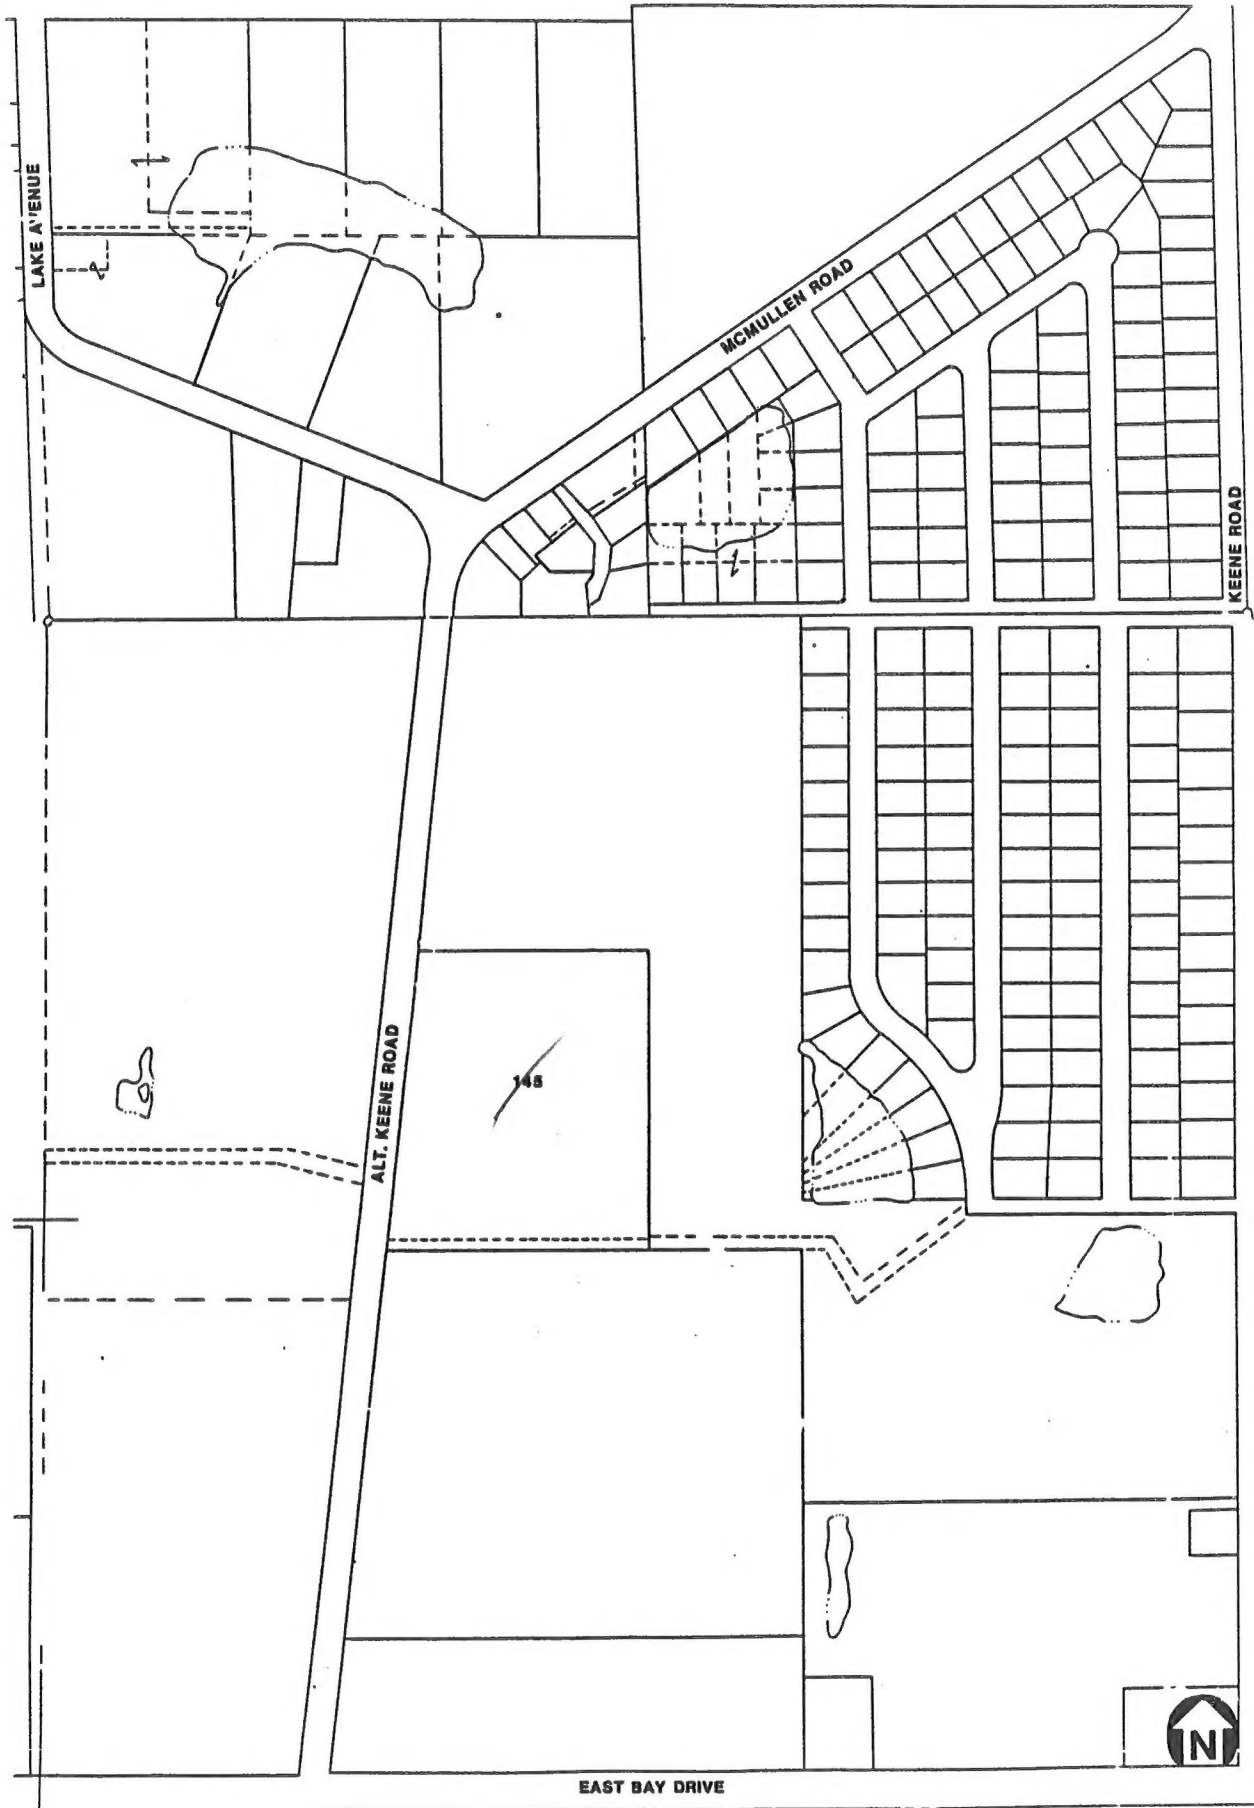 LAKE AVENUE
MCMULLEN ROAD
KEENE ROAD
ALT. KEENE ROAD
145
N
EAST BAY DRIVE